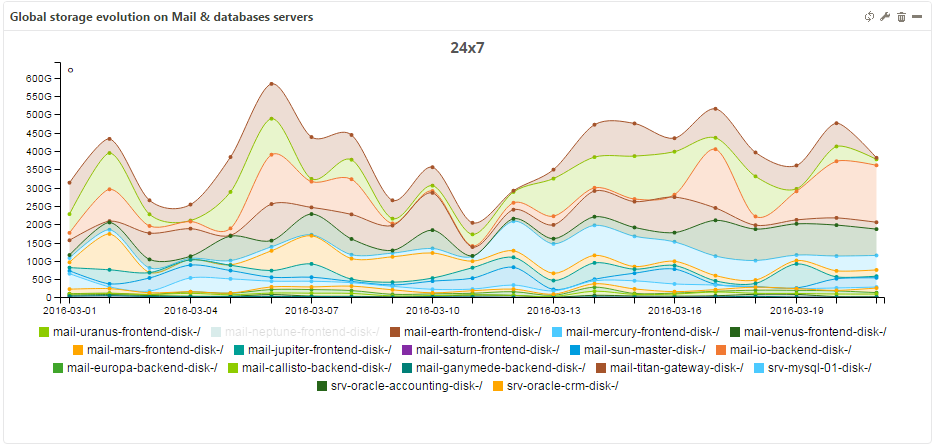 Global storage evolution on Mail & databases servers
24x7
600G
550G
500G
450G
400G
350G
300G
250G
200G
150G
100G
500G
0
2016-03-01 2016-03-04 2016-03-07 2016-03-10 2016-03-13 2016-03-16 2016-03-19
mail-uranus-frontend-disk-/ mail-neptune-frontend-disk-/ mail-earth-frontend-disk-/ mail-mercury-frontend-disk-/ mail-venus-frontend-disk-/
mail-mars-frontend-disk-/ mail-jupiter-frontend-disk-/ mail-saturn-frontend-disk-/ mail-sun-master-disk-/ mail-io-backend-disk-/
mail-europa-backend-disk-/ mail-callisto-backend-disk-/ mail-ganymede-backend-disk-/ mail-titan-gateway-disk-/ srv-mysql-01-disk-/
srv-oracle-accounting-disk-/ srv-oracle-crm-disk-/